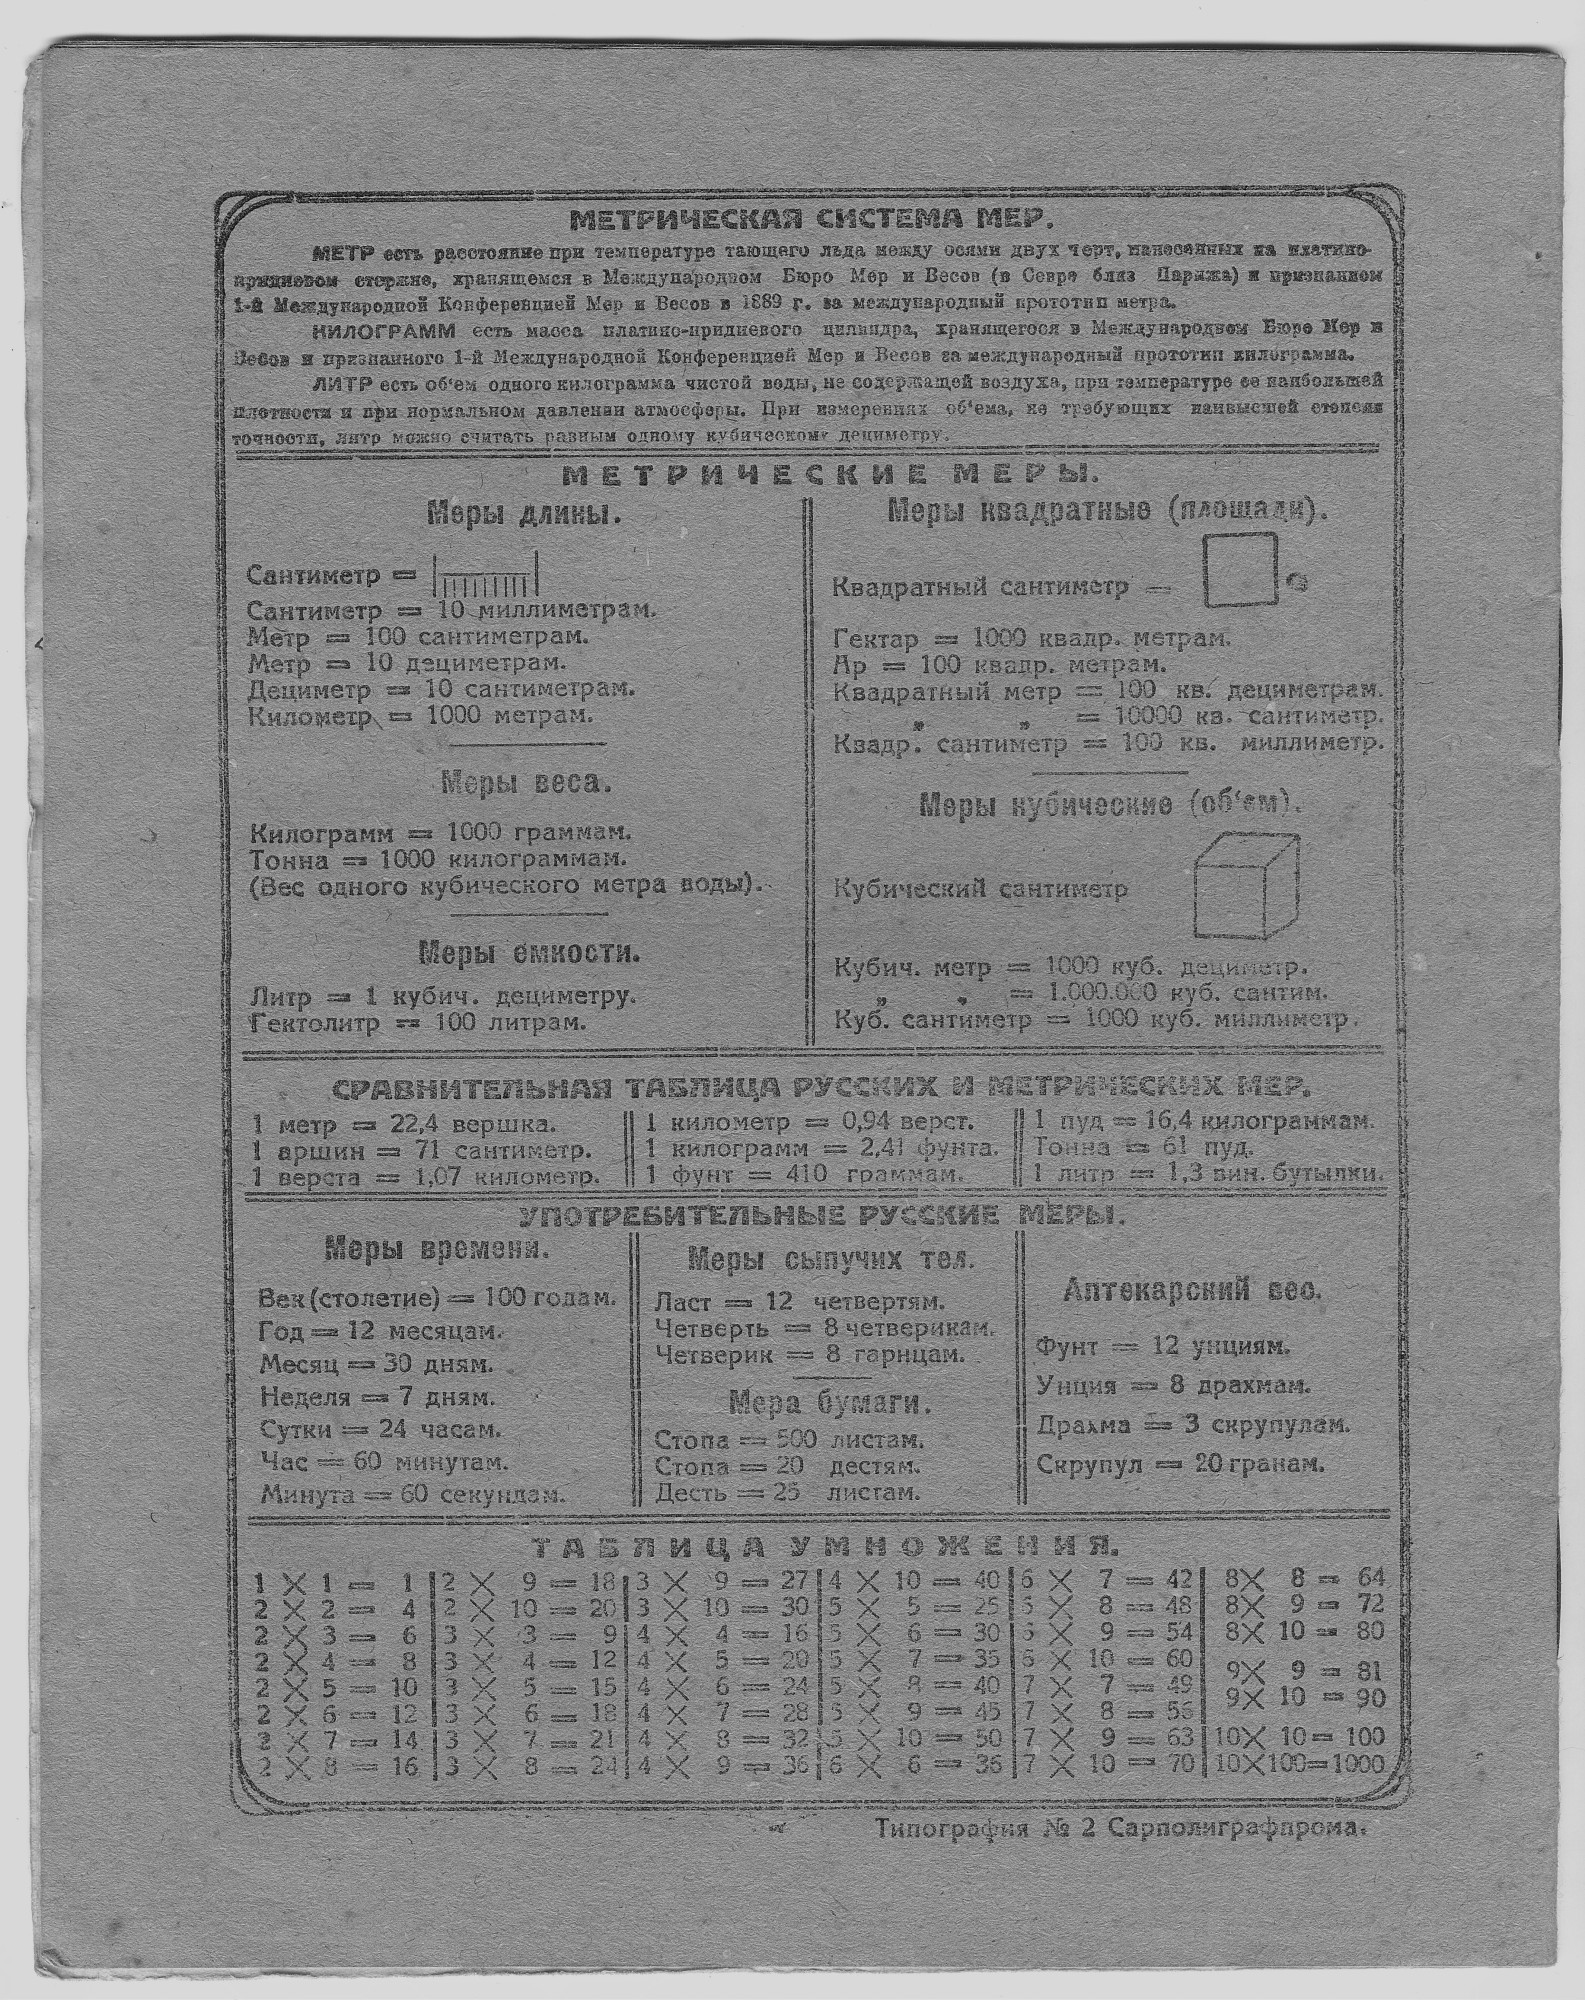 МЕТРИЧЕСКАЯ СИСТЕМА МЕР.
МЕТР есть расстояние при температуре тающего льда между осями двух черт, нанесенных на платино-
иридиевом стержне, хранящемся в Международном Бюро Мер и Весов (в Севре близ Парижа) и признанном
1-й Международной Конференцией Мер и Весов в 1889 г. за международный прототип метра.
КИЛОГРАММ есть масса платино-иридиевого цилиндра, хранящегося в Международном Бюро Мер и
Весов и признанного 1-й Международной Конференцией Мер и Весов за международный прототип килограмма.
ЛИТР есть об'ем одного килограмма чистой воды, не содержащей воздуха, при температуре ее наибольшей
плотности и при нормальном давлении атмосферы. При измерениях об'ема, не требующих наивысшей степени
точности, литр можно считать равным одному кубическому дециметру.
МЕТРИЧЕСКИЕ МЕРЫ.
Меры длины.
Сантиметр =
Сантиметр = 10 миллиметрам.
Метр = 100 сантиметрам.
Метр = 10 дециметрам.
Дециметр = 10 сантиметрам.
Километр = 1000 метрам.
Меры веса.
Килограмм = 1000 граммам.
Тонна = 1000 килограммам.
(Вес одного кубического метра воды).
Меры емкости.
Литр = 1 кубич. дециметру.
Гектолитр = 100 литрам.
Меры квадратные (площади).
Квадратный сантиметр =
Гектар = 1000 квадр. метрам.
Ар = 100 квадр. метрам.
Квадратный метр = 100 кв. дециметрам.
„ „ = 10000 кв. сантиметр.
Квадр. сантиметр = 100 кв. миллиметр.
Меры кубические (об'ем).
Кубический сантиметр
Кубич. метр = 1000 куб. дециметр.
„ „ = 1.000.000 куб. сантим.
Куб. сантиметр = 1000 куб. миллиметр.
СРАВНИТЕЛЬНАЯ ТАБЛИЦА РУССКИХ И МЕТРИЧЕСКИХ МЕР.
1 метр = 22,4 вершка.
1 аршин = 71 сантиметр.
1 верста = 1,07 километр.
1 километр = 0,94 верст.
1 килограмм = 2,41 фунта.
1 фунт = 410 граммам.
1 пуд = 16,4 килограммам.
Тонна = 61 пуд.
1 литр = 1,3 вин. бутылки.
УПОТРЕБИТЕЛЬНЫЕ РУССКИЕ МЕРЫ.
Меры времени.
Век (столетие) = 100 годам.
Год = 12 месяцам.
Месяц = 30 дням.
Неделя = 7 дням.
Сутки = 24 часам.
Час = 60 минутам.
Минута = 60 секундам.
Меры сыпучих тел.
Ласт = 12 четвертям.
Четверть = 8 четверикам.
Четверик = 8 гарнцам.
Мера бумаги.
Стопа = 500 листам.
Стопа = 20 дестям.
Десть = 25 листам.
Аптекарский вес.
Фунт = 12 унциям.
Унция = 8 драхмам.
Драхма = 3 скрупулам.
Скрупул = 20 гранам.
ТАБЛИЦА УМНОЖЕНИЯ.
1 X 1 = 1
2 X 2 = 4
2 X 3 = 6
2 X 4 = 8
2 X 5 = 10
2 X 6 = 12
2 X 7 = 14
2 X 8 = 16
2 X 9 = 18
2 X 10 = 20
3 X 3 = 9
3 X 4 = 12
3 X 5 = 15
3 X 6 = 18
3 X 7 = 21
3 X 8 = 24
3 X 9 = 27
3 X 10 = 30
4 X 4 = 16
4 X 5 = 20
4 X 6 = 24
4 X 7 = 28
4 X 8 = 32
4 X 9 = 36
4 X 10 = 40
5 X 5 = 25
5 X 6 = 30
5 X 7 = 35
5 X 8 = 40
5 X 9 = 45
5 X 10 = 50
6 X 6 = 36
6 X 7 = 42
6 X 8 = 48
6 X 9 = 54
6 X 10 = 60
7 X 7 = 49
7 X 8 = 56
7 X 9 = 63
7 X 10 = 70
8X 8 = 64
8X 9 = 72
8X 10 = 80
9X 9 = 81
9X 10 = 90
10X 10 = 100
10X100=1000
Типография № 2 Сарполиграфпрома.